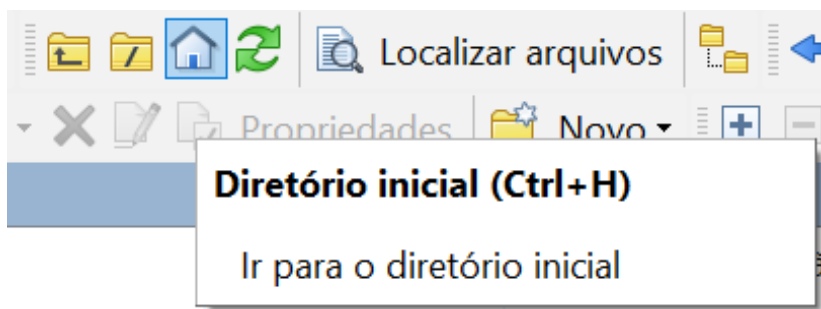 Localizar arquivos
Propriedades Novo
Diretório inicial (Ctrl+H)
Ir para o diretório inicial